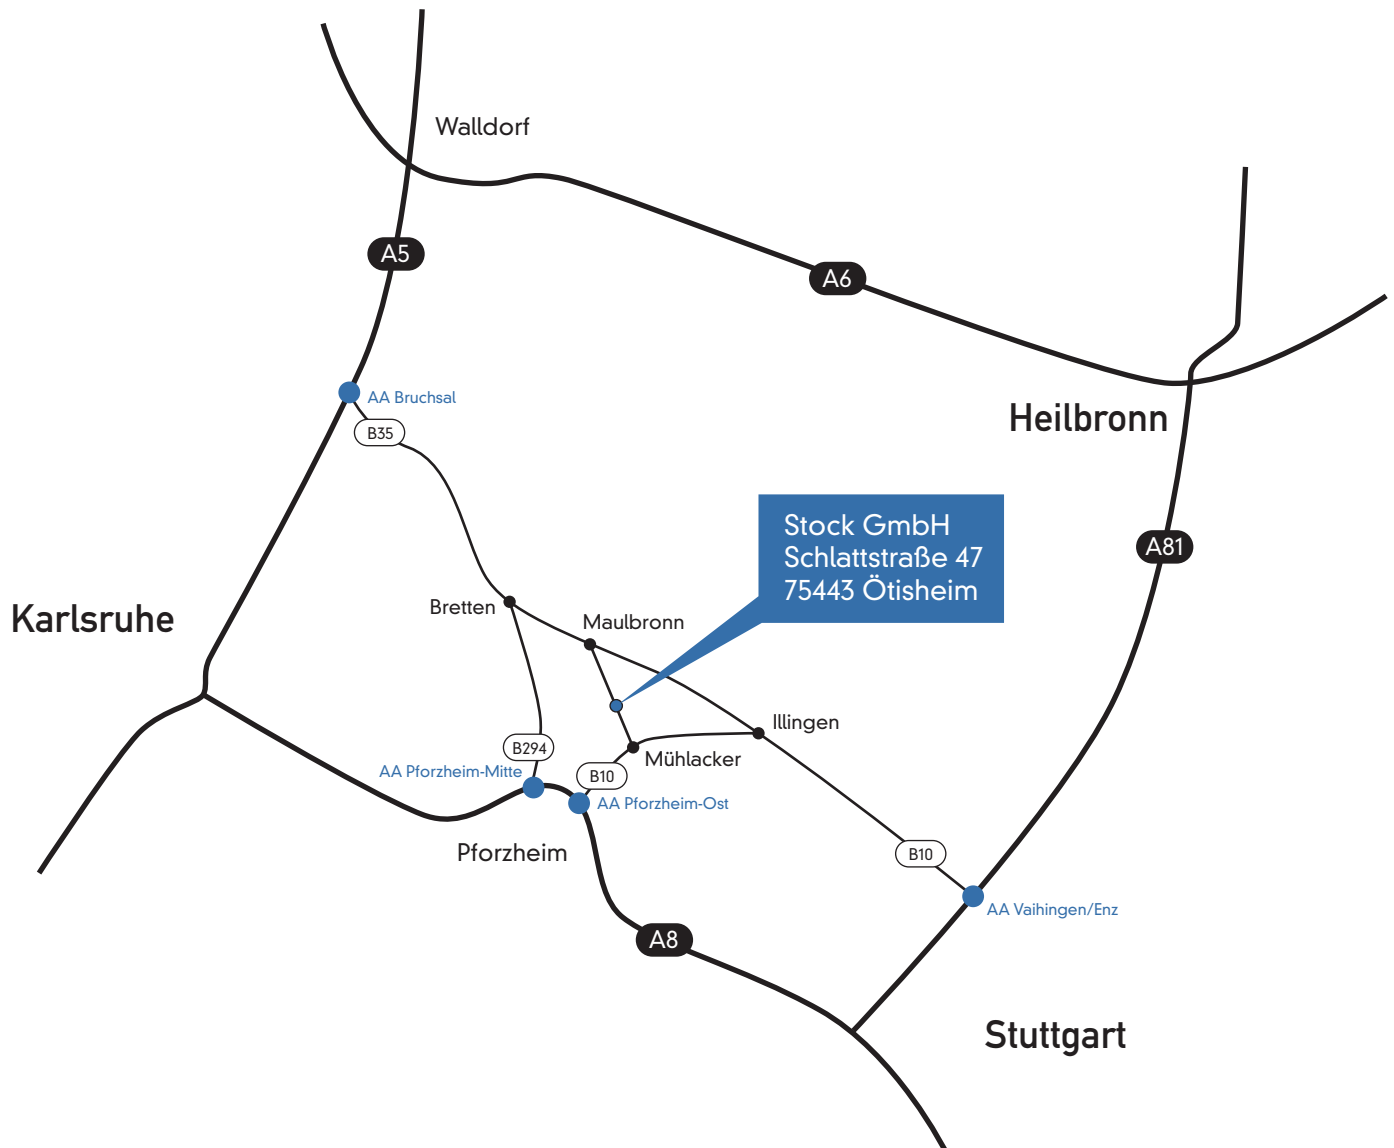 Walldorf
A5
A6
AA Bruchsal
B35
Heilbronn
Stock GmbH
Schlattstraße 47
75443 Ötisheim
A81
Karlsruhe
Bretten
Maulbronn
Illingen
B294
Mühlacker
AA Pforzheim-Mitte
B10
AA Pforzheim-Ost
Pforzheim
B10
AA Vaihingen/Enz
A8
Stuttgart